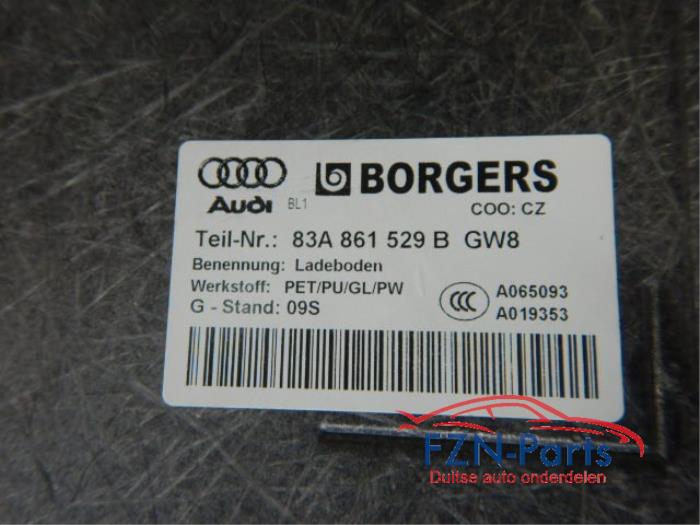 Audi BL1 BORGERS
COO: CZ
Teil-Nr.: 83A 861 529 B GW8
Benennung: Ladeboden
Werkstoff: PET/PU/GL/PW
G - Stand: 09S
CCC
A065093
A019353
FZN-Parts
Duitse auto onderdelen